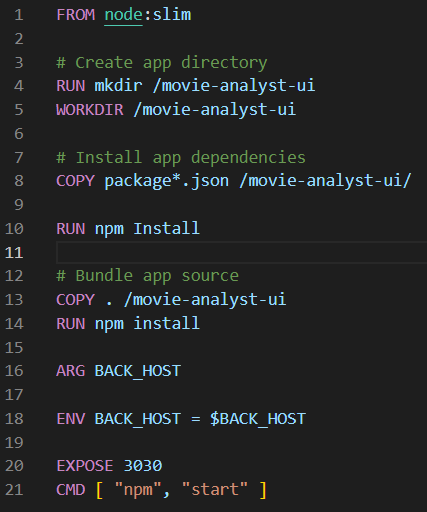 1 FROM node:slim
2
3 # Create app directory
4 RUN mkdir /movie-analyst-ui
5 WORKDIR /movie-analyst-ui
6
7 # Install app dependencies
8 COPY package*.json /movie-analyst-ui/
9
10 RUN npm Install
11
12 # Bundle app source
13 COPY . /movie-analyst-ui
14 RUN npm install
15
16 ARG BACK_HOST
17
18 ENV BACK_HOST = $BACK_HOST
19
20 EXPOSE 3030
21 CMD [ "npm", "start" ]